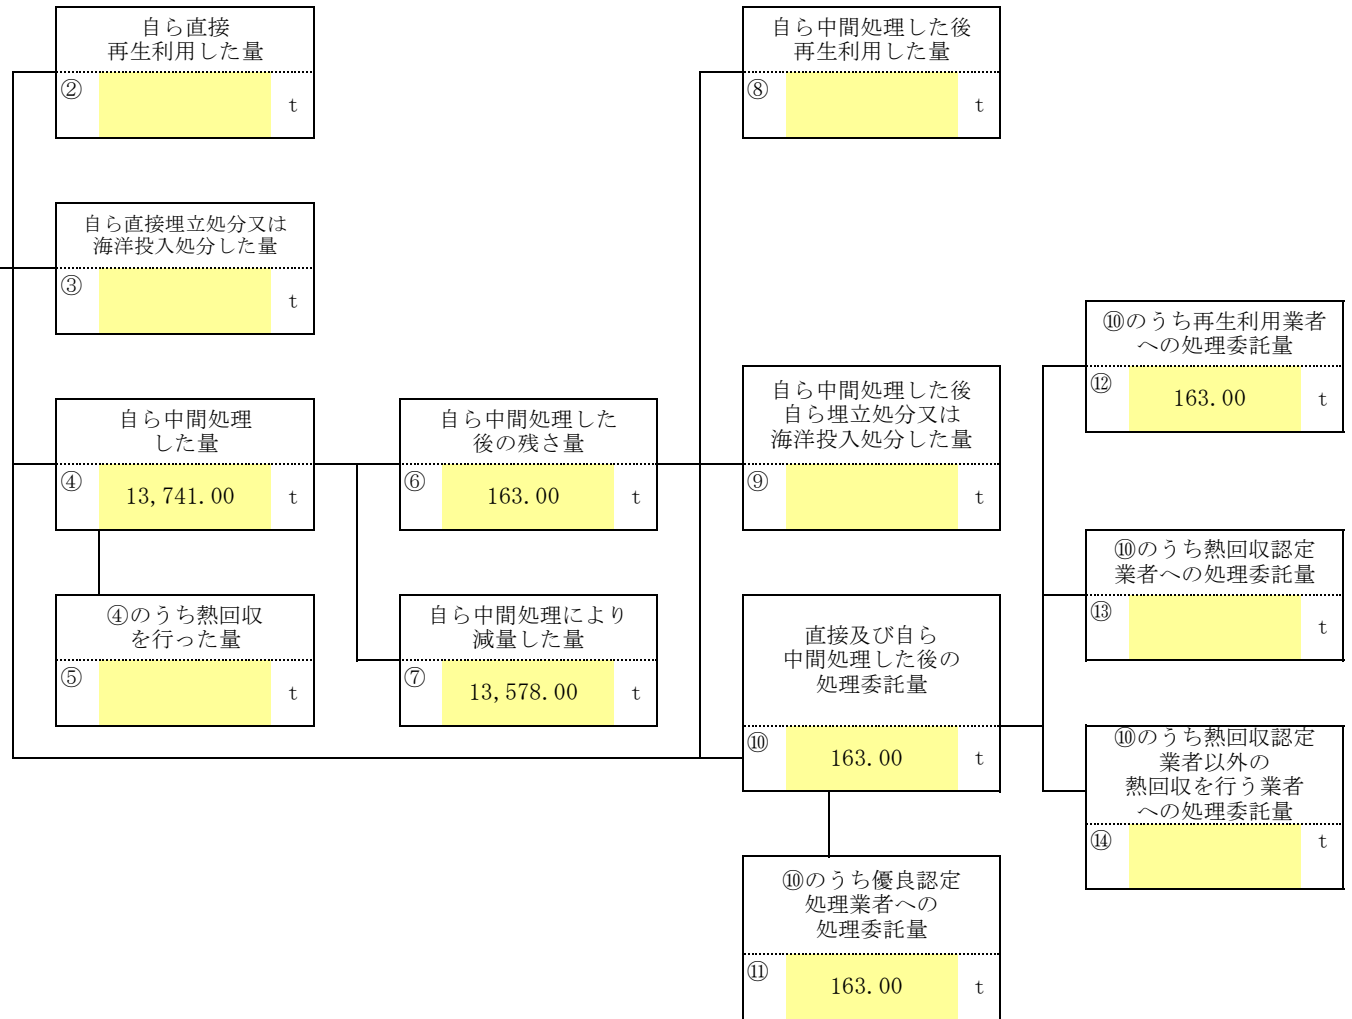 自ら直接
再生利用した量
②
t
自ら直接埋立処分又は
海洋投入処分した量
③
t
自ら中間処理
した量
④
13,741.00
t
④のうち熱回収
を行った量
⑤
t
自ら中間処理した
後の残さ量
⑥
163.00
t
自ら中間処理により
減量した量
⑦
13,578.00
t
自ら中間処理した後
再生利用した量
⑧
t
自ら中間処理した後
自ら埋立処分又は
海洋投入処分した量
⑨
t
直接及び自ら
中間処理した後の
処理委託量
⑩
163.00
t
⑩のうち優良認定
処理業者への
処理委託量
⑪
163.00
t
⑩のうち再生利用業者
への処理委託量
⑫
163.00
t
⑩のうち熱回収認定
業者への処理委託量
⑬
t
⑩のうち熱回収認定
業者以外の
熱回収を行う業者
への処理委託量
⑭
t